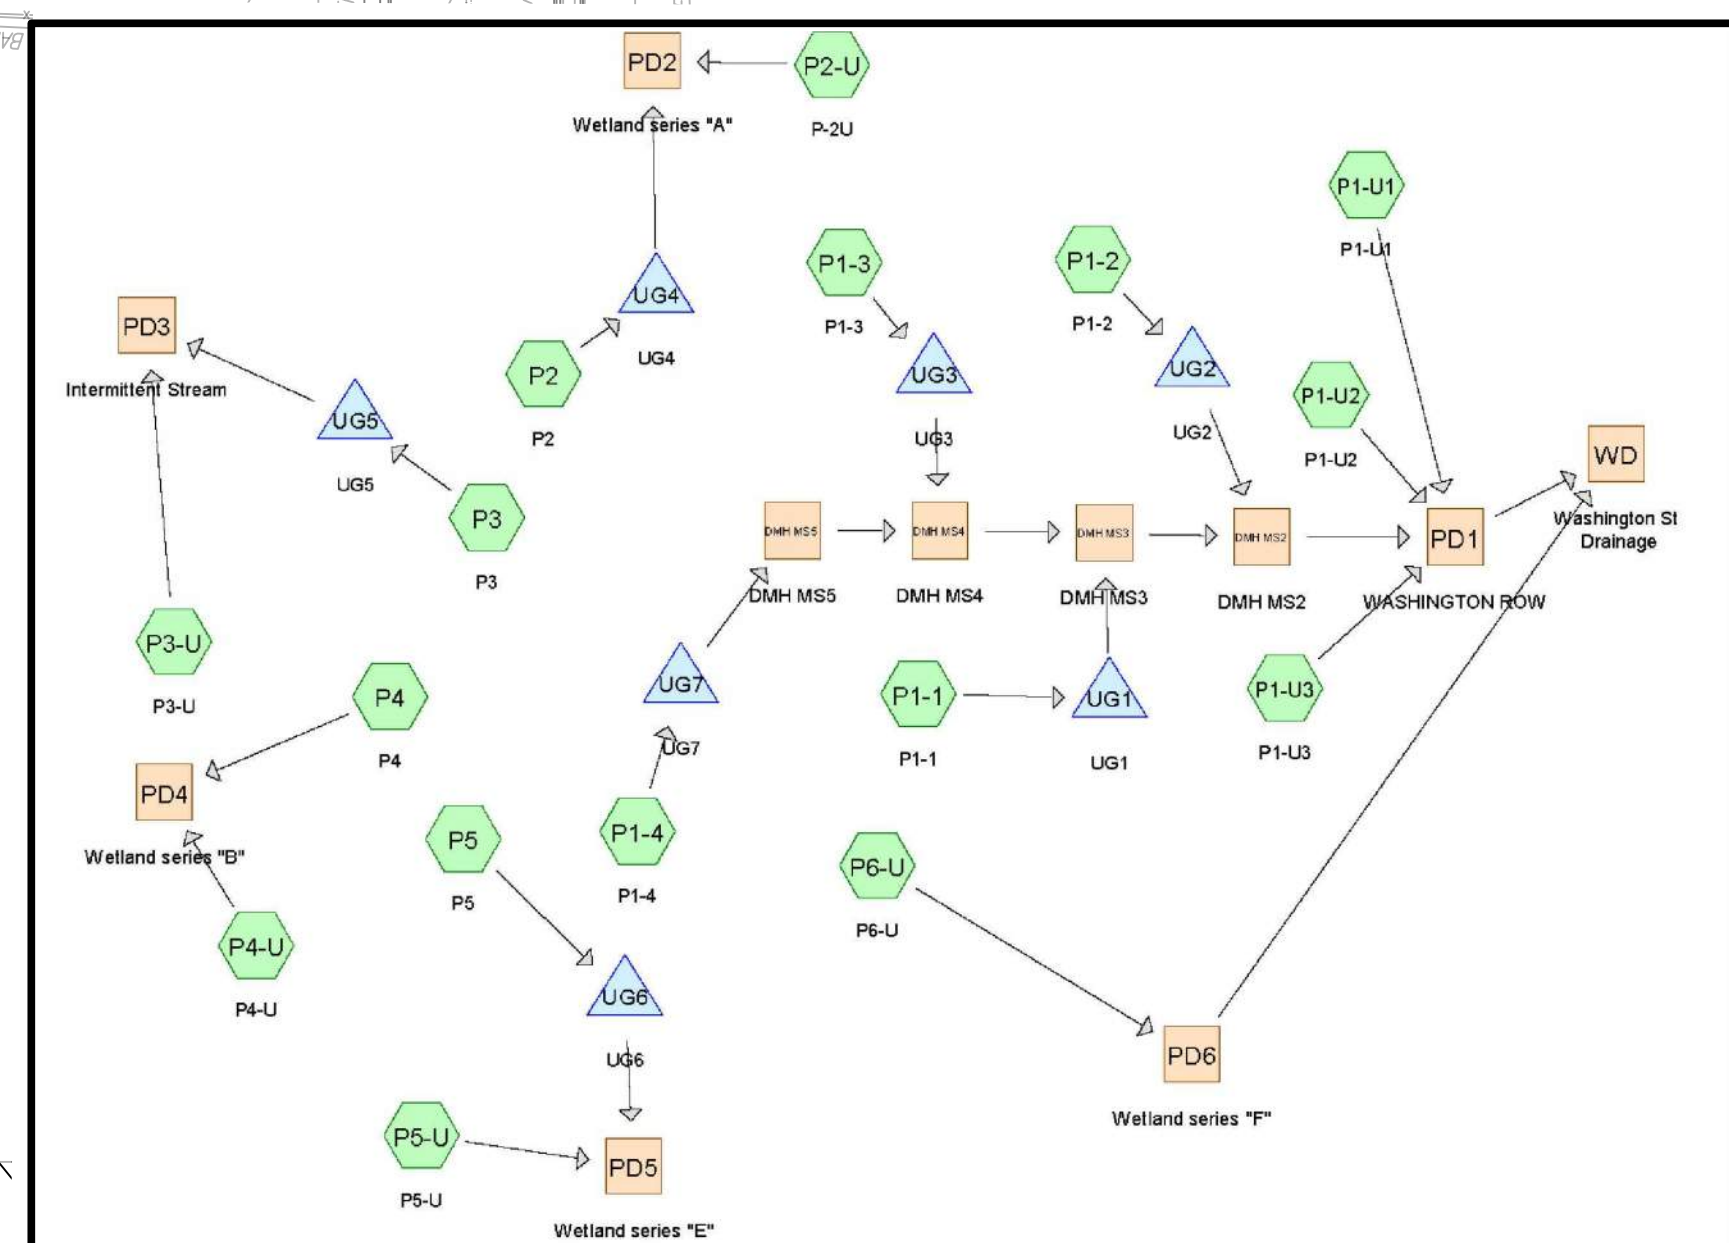 PD2
P2-U
Wetland series "A"
P-2U
P1-U1
P1-U1
P1-3
P1-3
P1-2
P1-2
UG4
UG4
PD3
Intermittent Stream
P2
P2
UG3
UG3
UG2
UG2
P1-U2
P1-U2
UG5
UG5
WD
Washington St
Drainage
P3
P3
DMH MS5
DMH MS5
DMH MS4
DMH MS4
DMH MS3
DMH MS3
DMH MS2
DMH MS2
PD1
WASHINGTON ROW
P3-U
P3-U
P4
P4
UG7
UG7
P1-1
P1-1
UG1
UG1
P1-U3
P1-U3
PD4
Wetland series "B"
P5
P5
P1-4
P1-4
P6-U
P6-U
P4-U
P4-U
UG6
UG6
PD6
Wetland series "F"
P5-U
P5-U
PD5
Wetland series "E"